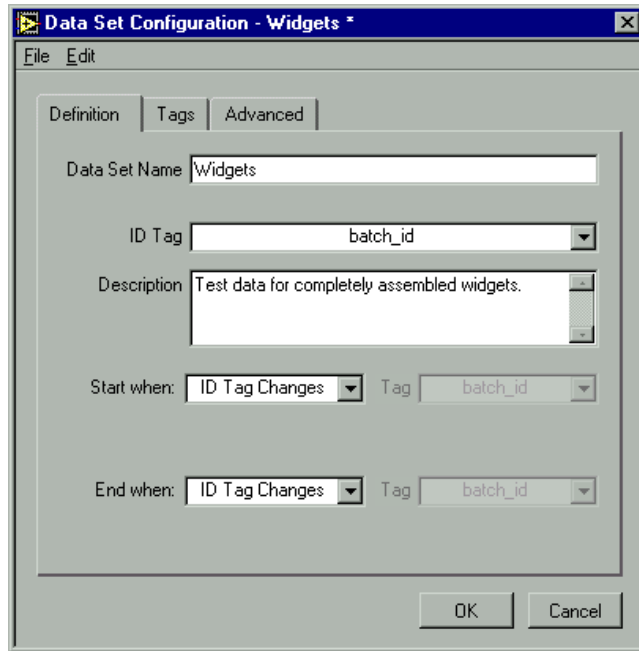 Data Set Configuration - Widgets *
File Edit
Definition Tags Advanced
Data Set Name Widgets
ID Tag batch_id
Description Test data for completely assembled widgets.
Start when: ID Tag Changes Tag batch_id
End when: ID Tag Changes Tag batch_id
OK Cancel